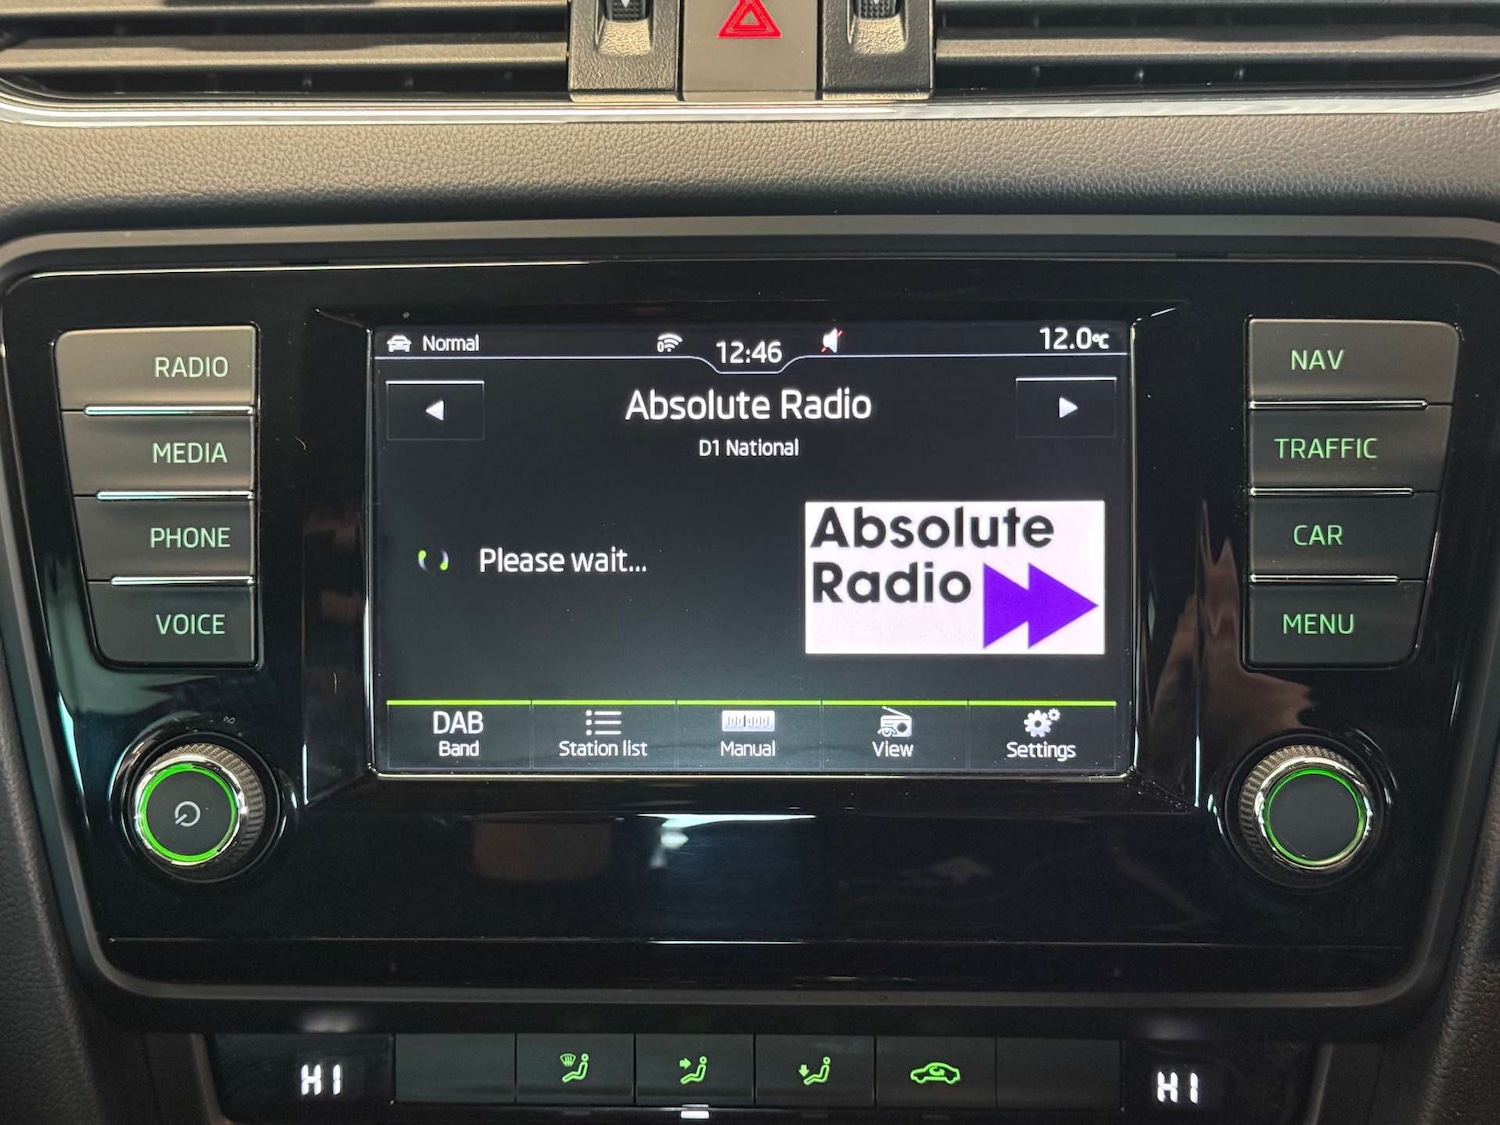 RADIO
MEDIA
PHONE
VOICE
Normal
12:46
12.0°C
Absolute Radio
D1 National
Please wait...
Absolute
Radio
DAB
Band
Station list
Manual
View
Settings
NAV
TRAFFIC
CAR
MENU
HI
HI